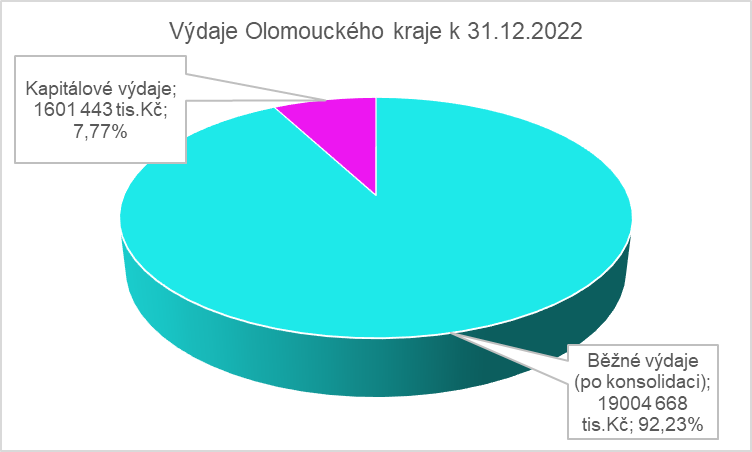 Výdaje Olomouckého kraje k 31.12.2022
Kapitálové výdaje;
1601 443 tis.Kč;
7,77%
Běžné výdaje
(po konsolidaci);
19004 668
tis.Kč; 92,23%